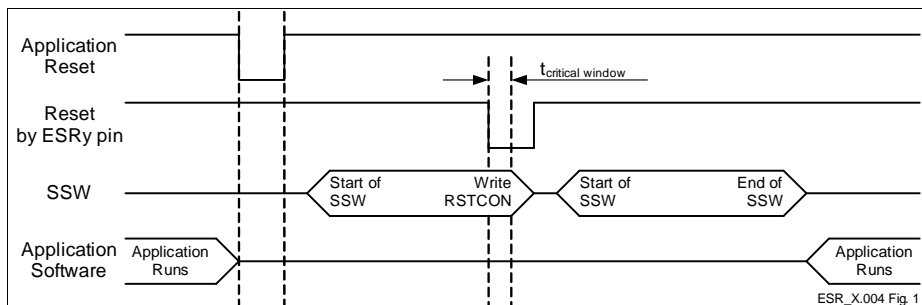 Application
Reset
t critical window
Reset
by ESRy pin
SSW
Start of
SSW
Write
RSTCON
Start of
SSW
End of
SSW
Application
Software
Application
Runs
Application
Runs
ESR_X.004 Fig. 1